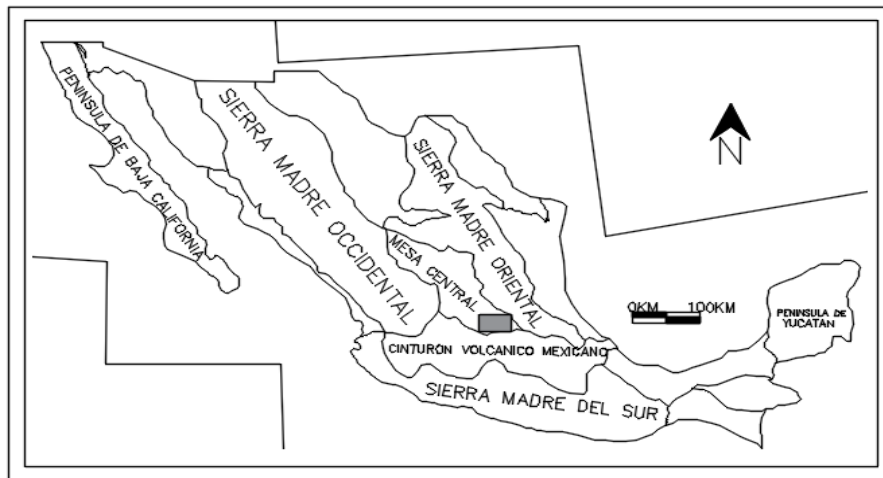 PENINSULA DE BAJA CALIFORNIA
SIERRA MADRE OCCIDENTAL
SIERRA MADRE ORIENTAL
MESA CENTRAL
N
0KM 100KM
PENINSULA DE
YUCATAN
CINTURON VOLCANICO MEXICANO
SIERRA MADRE DEL SUR